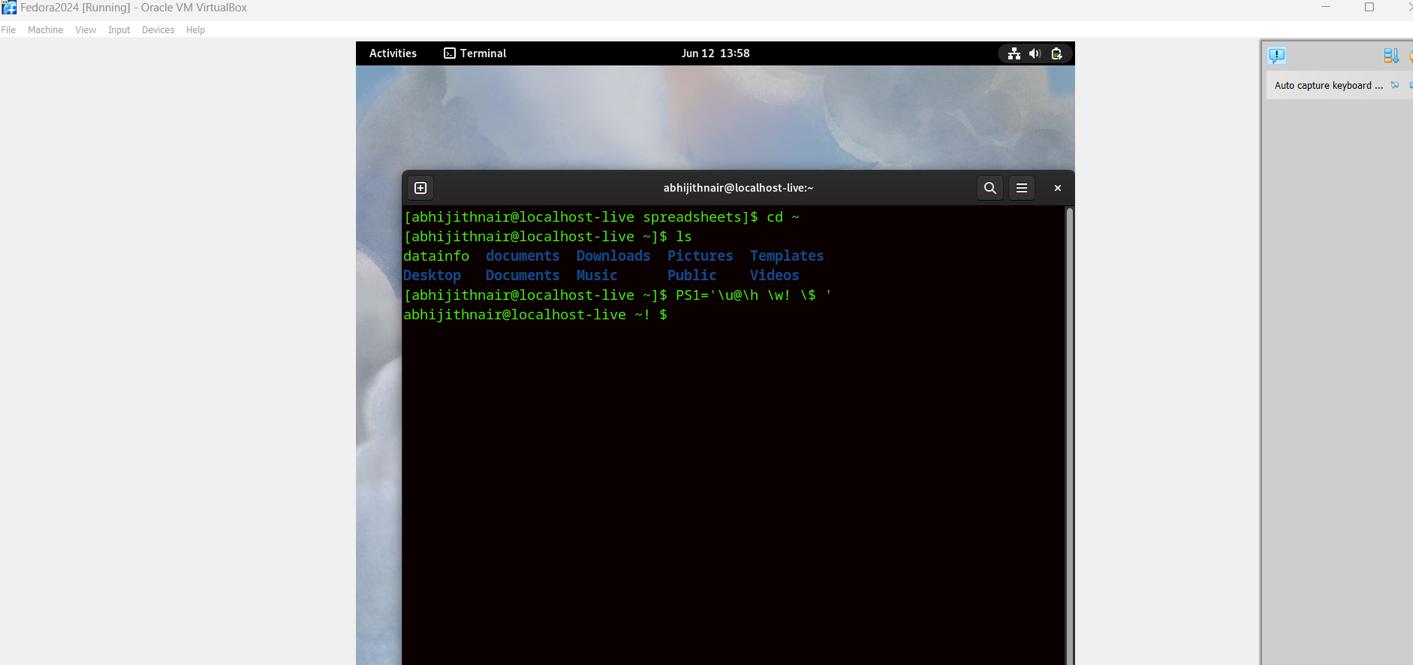 Fedora2024 [Running] - Oracle VM VirtualBox
File Machine View Input Devices Help
Activities Terminal Jun 12 13:58
Auto capture keyboard ...
abhijithnair@localhost-live:~
[abhijithnair@localhost-live spreadsheets]$ cd ~
[abhijithnair@localhost-live ~]$ ls
datainfo documents Downloads Pictures Templates
Desktop Documents Music Public Videos
[abhijithnair@localhost-live ~]$ PS1='\u@\h \w! \$ '
abhijithnair@localhost-live ~! $